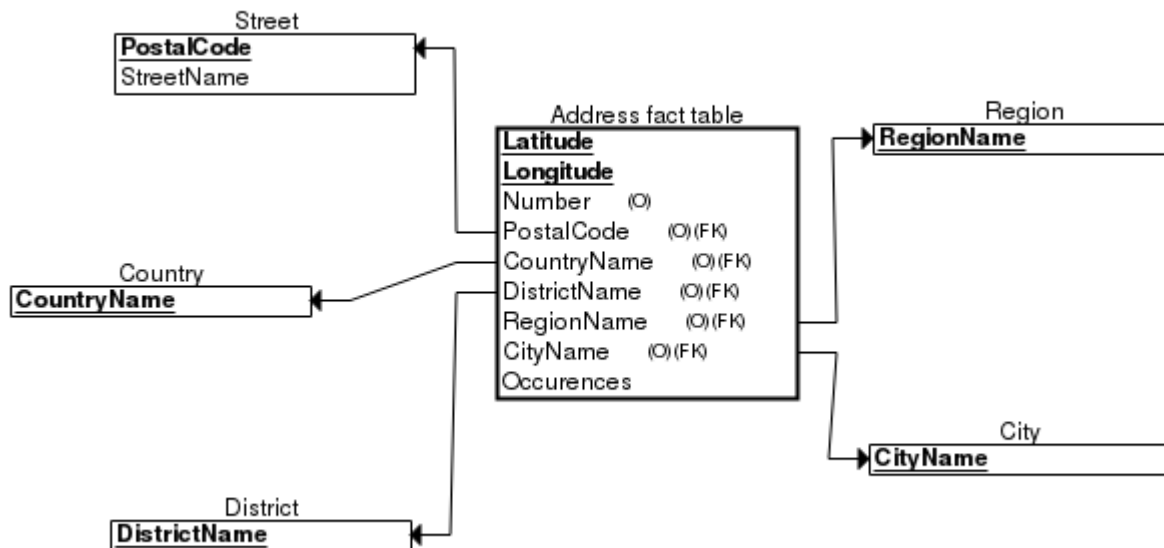 Street
PostalCode
StreetName
Address fact table
Latitude
Longitude
Number (O)
PostalCode (O)(FK)
CountryName (O)(FK)
DistrictName (O)(FK)
RegionName (O)(FK)
CityName (O)(FK)
Occurences
Region
RegionName
Country
CountryName
City
CityName
District
DistrictName